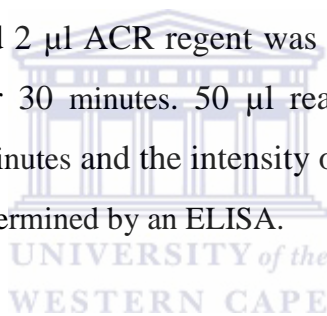 d 2 µl ACR regent was
r 30 minutes. 50 µl rea
inutes and the intensity o
ermined by an ELISA.
UNIVERSITY of the
WESTERN CAPE